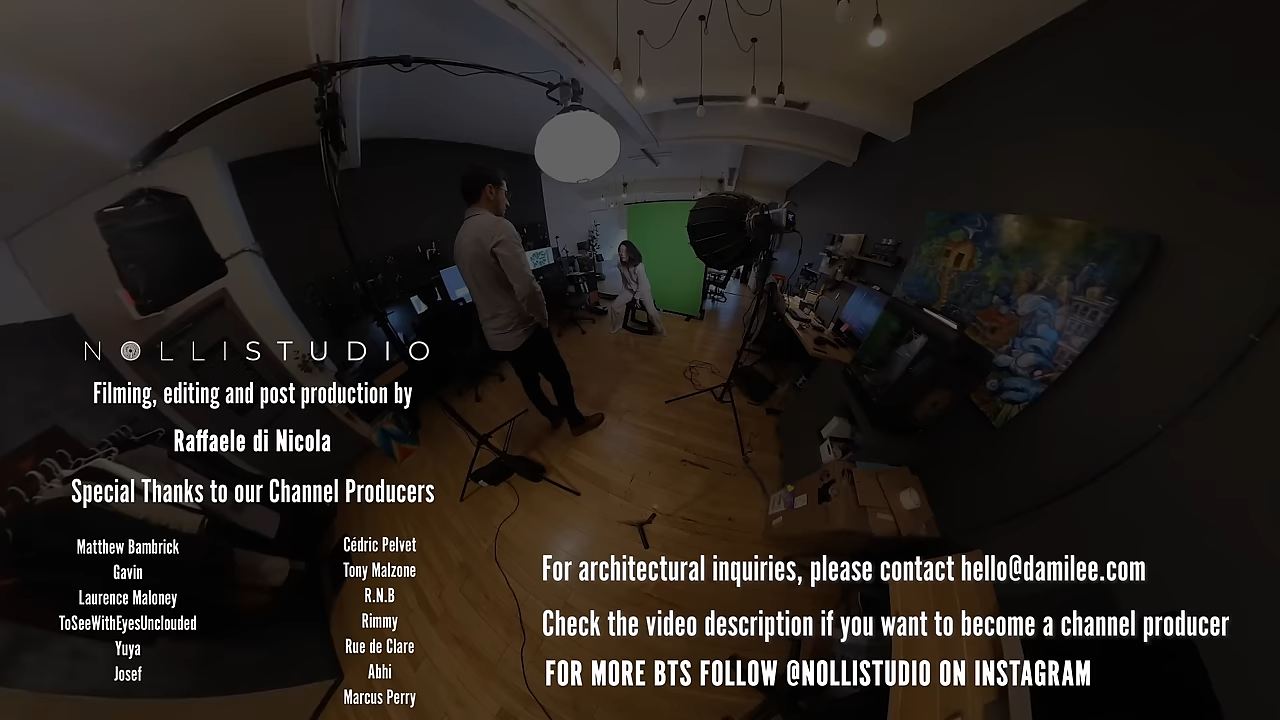 NOLLISTUDIO
Filming, editing and post production by
Raffaele di Nicola
Special Thanks to our Channel Producers
Matthew Bambrick
Gavin
Laurence Maloney
ToSeeWithEyesUnclouded
Yuya
Josef
Cédric Pelvet
Tony Malzone
R.N.B
Rimmy
Rue de Clare
Abhi
Marcus Perry
For architectural inquiries, please contact hello@damilee.com
Check the video description if you want to become a channel producer
FOR MORE BTS FOLLOW @NOLLISTUDIO ON INSTAGRAM